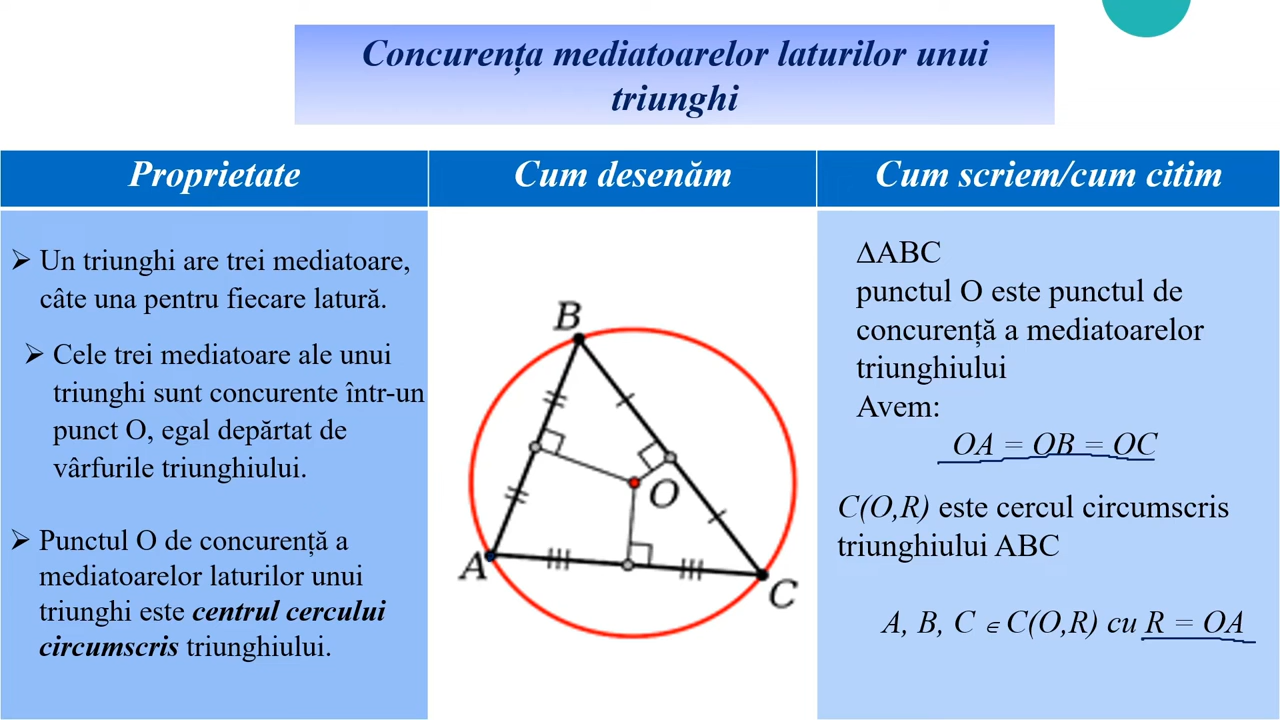 Concurența mediatoarelor laturilor unui
triunghi
Proprietate
Cum desenăm
Cum scriem/cum citim
➢ Un triunghi are trei mediatoare,
câte una pentru fiecare latură.
➢ Cele trei mediatoare ale unui
triunghi sunt concurente într-un
punct O, egal depărtat de
vârfurile triunghiului.
➢ Punctul O de concurență a
mediatoarelor laturilor unui
triunghi este centrul cercului
circumscris triunghiului.
B
O
A
C
∆ABC
punctul O este punctul de
concurență a mediatoarelor
triunghiului
Avem:
OA = OB = OC
C(O,R) este cercul circumscris
triunghiului ABC
A, B, C ∈ C(O,R) cu R = OA